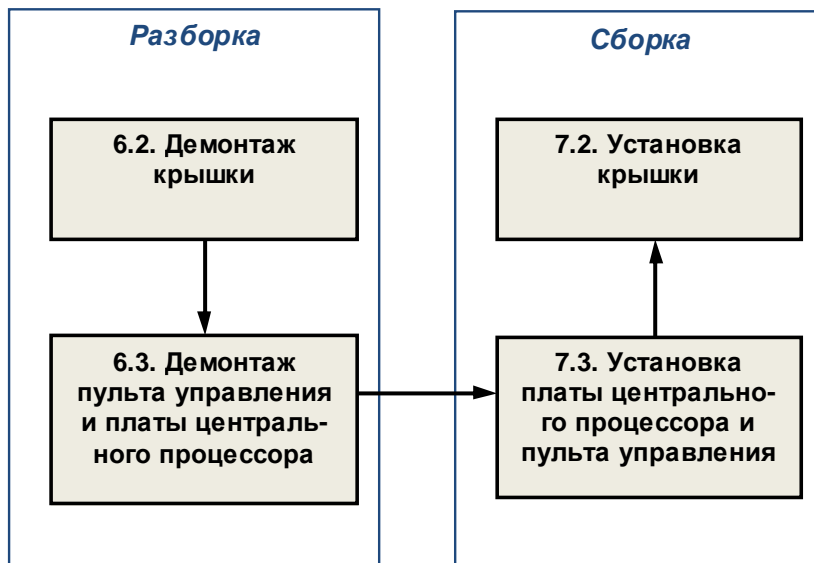 Разборка
6.2. Демонтаж
крышки
6.3. Демонтаж
пульта управления
и платы централь-
ного процессора
Сборка
7.2. Установка
крышки
7.3. Установка
платы центрально-
го процессора и
пульта управления